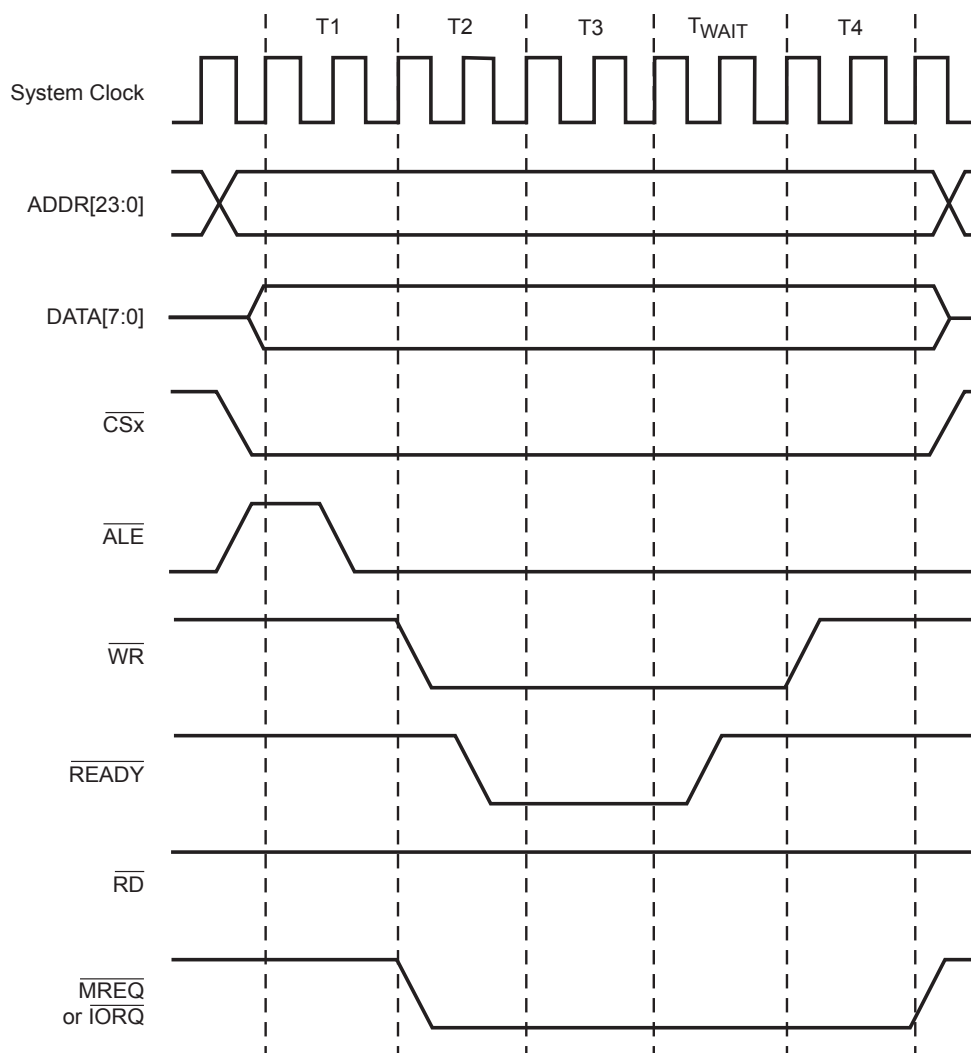 T1 T2 T3 TWAIT T4
System Clock
ADDR[23:0]
DATA[7:0]
CSx
ALE
WR
READY
RD
MREQ
or IORQ